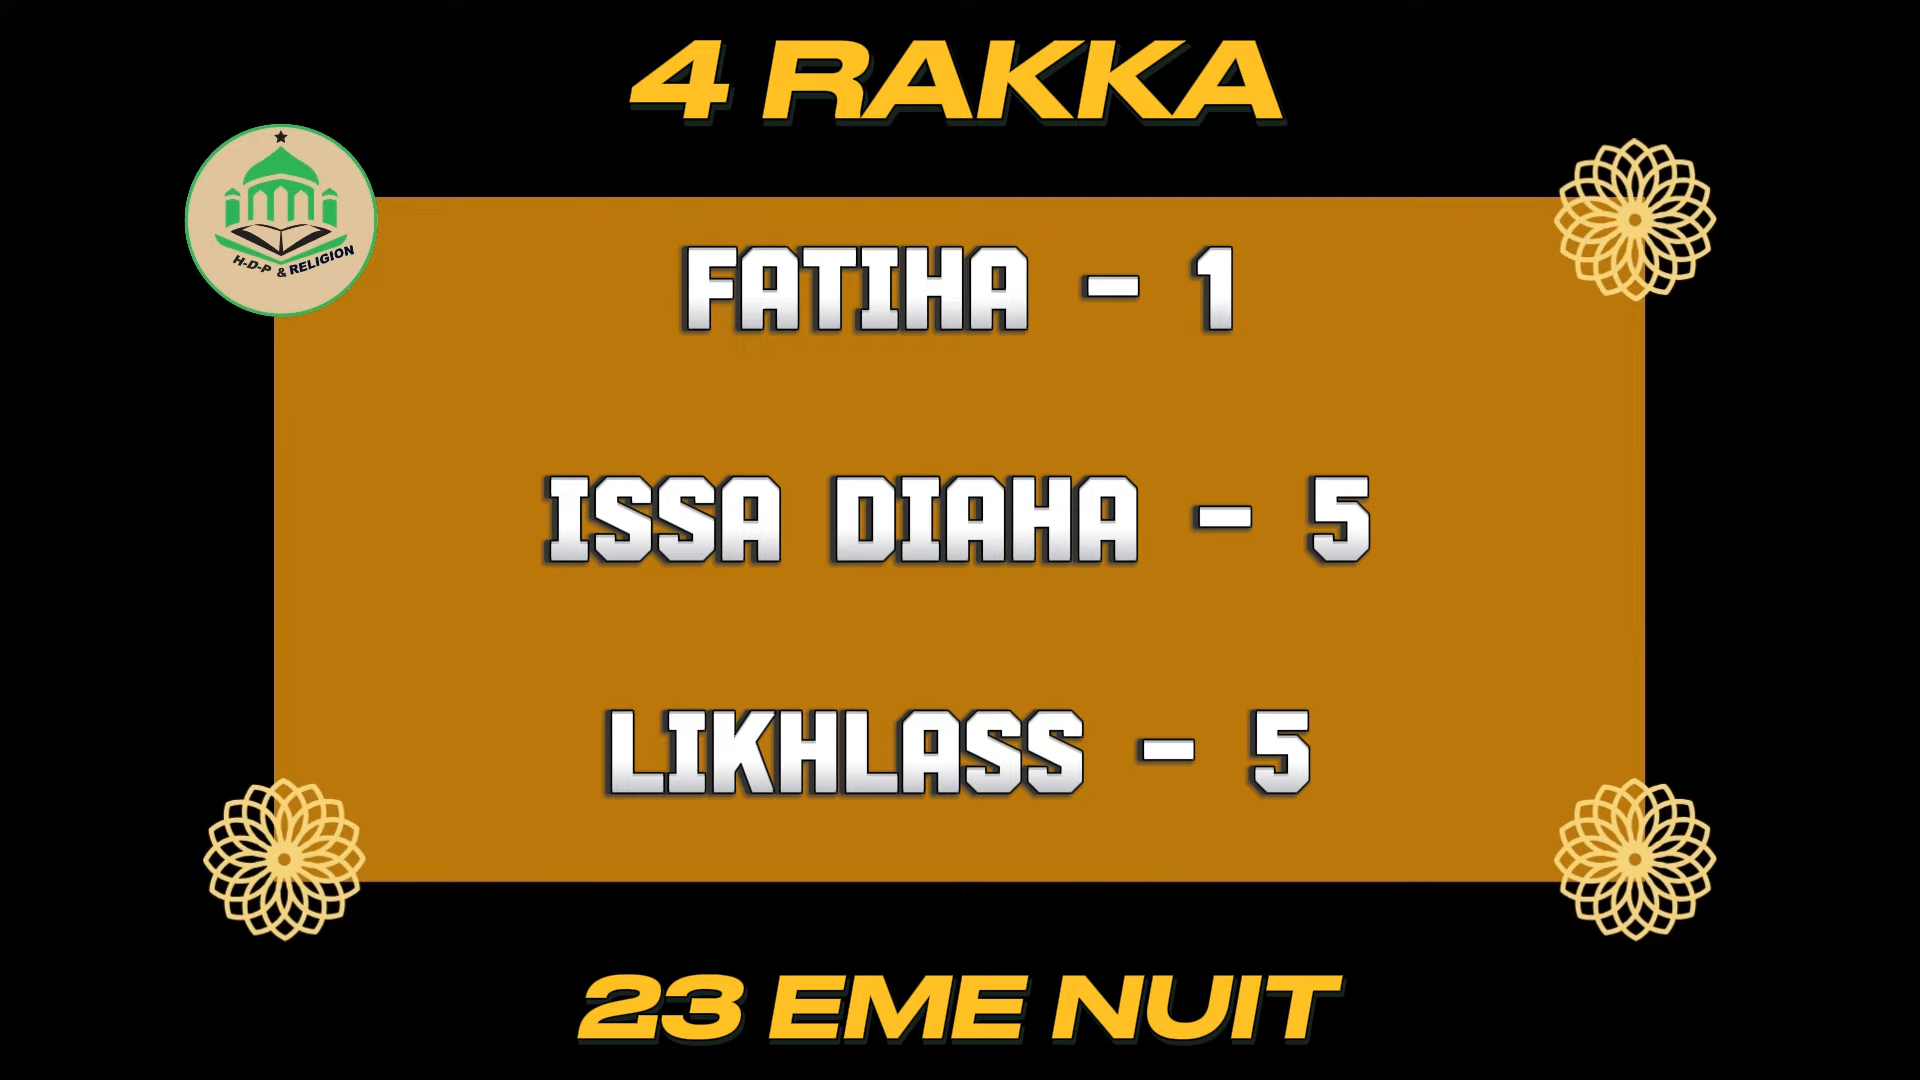 4 RAKKA
H-D-P & RELIGION
FATIHA - 1
ISSA DIAHA - 5
LIKHLASS - 5
23 EME NUIT